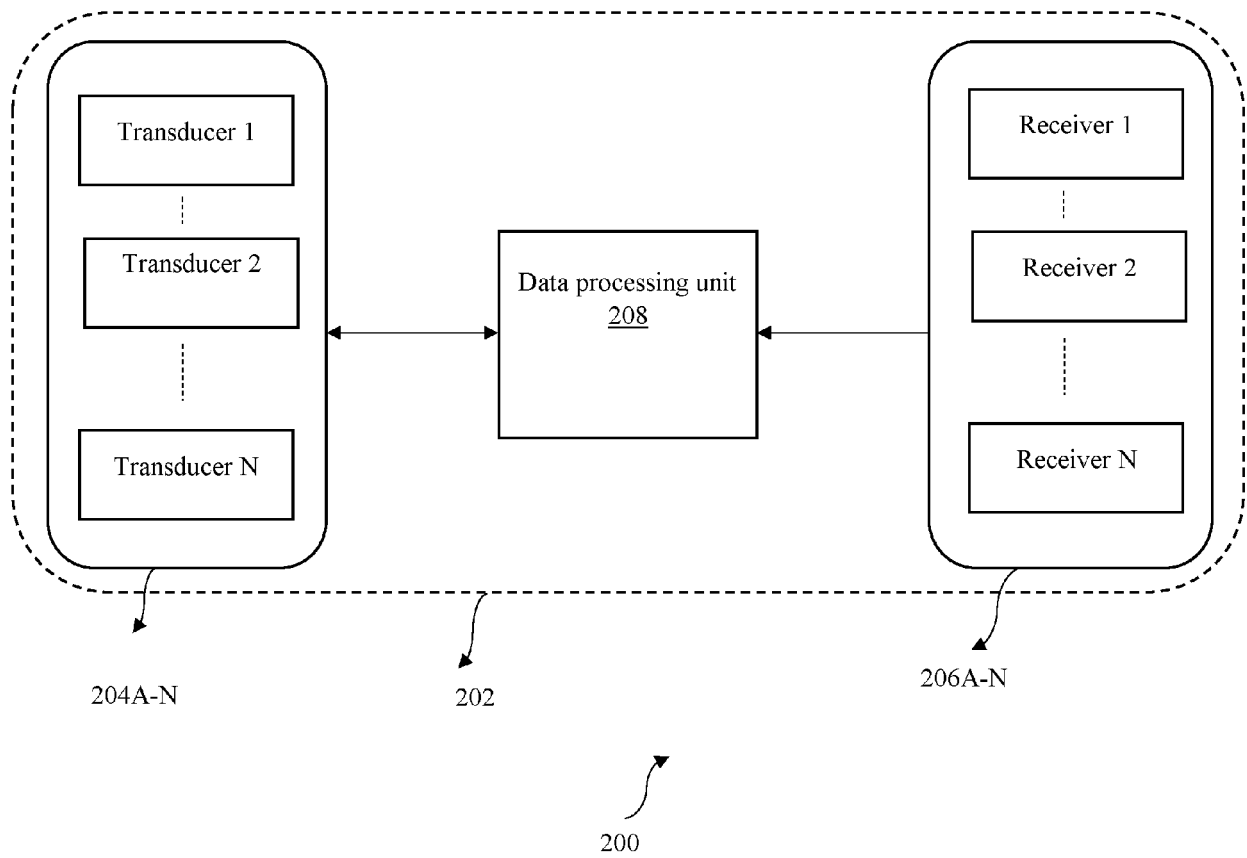 Transducer 1
Transducer 2
Transducer N
Data processing unit
208
Receiver 1
Receiver 2
Receiver N
204A-N
202
206A-N
200